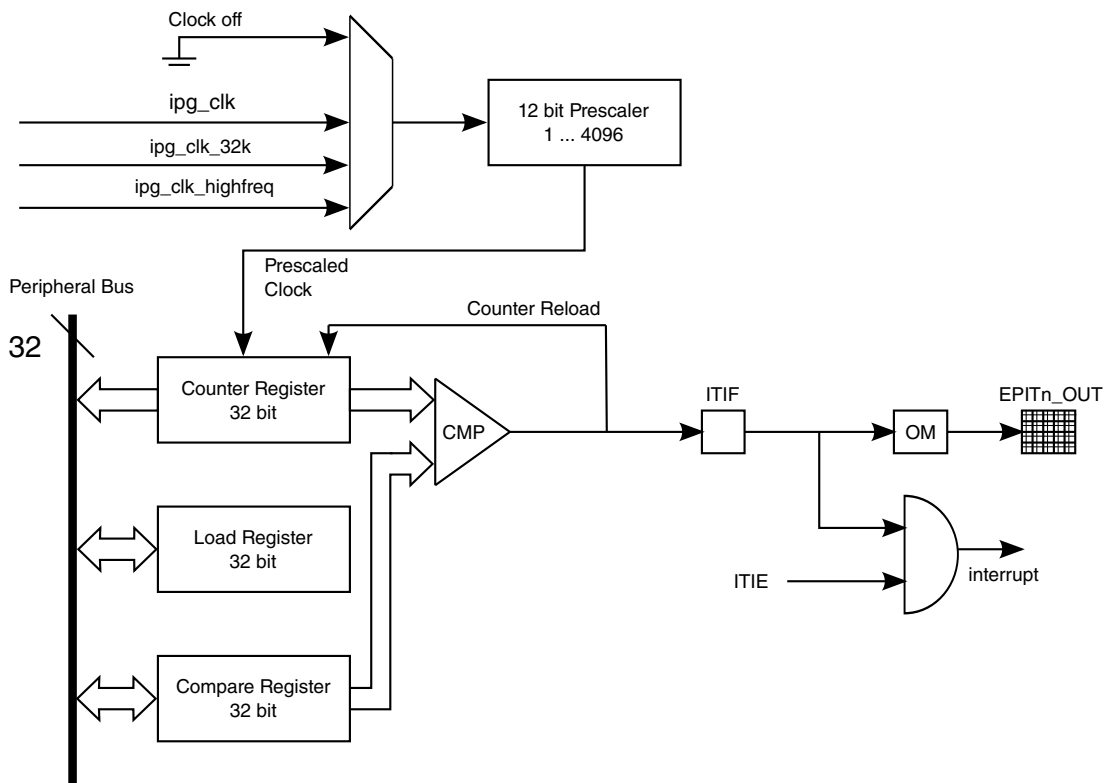 Clock off
ipg_clk
ipg_clk_32k
ipg_clk_highfreq
12 bit Prescaler
1 ... 4096
Prescaled
Clock
Peripheral Bus
32
Counter Reload
Counter Register
32 bit
CMP
ITIF
OM
EPITn_OUT
Load Register
32 bit
ITIE
interrupt
Compare Register
32 bit